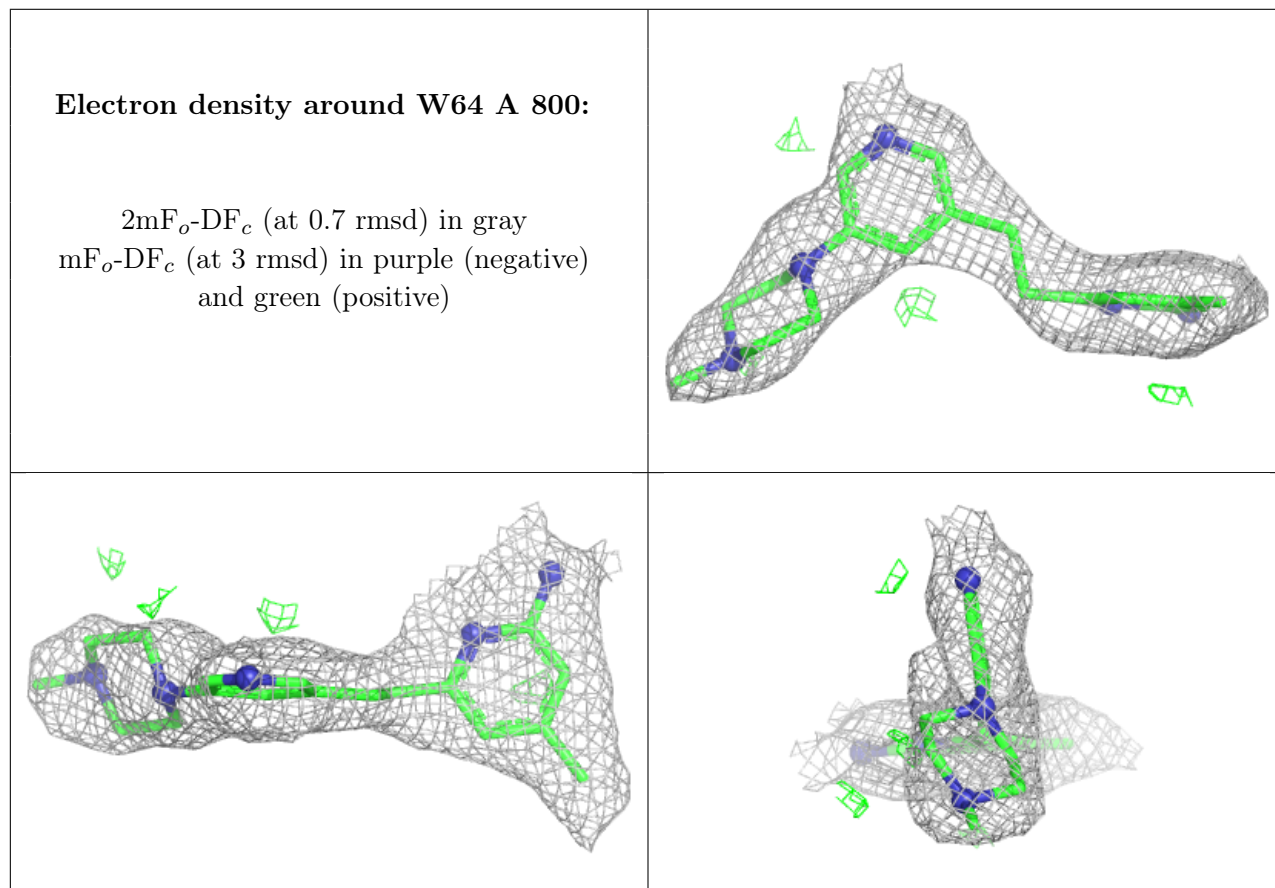 Electron density around W64 A 800:
2mFo-DFc (at 0.7 rmsd) in gray
mFo-DFc (at 3 rmsd) in purple (negative)
and green (positive)